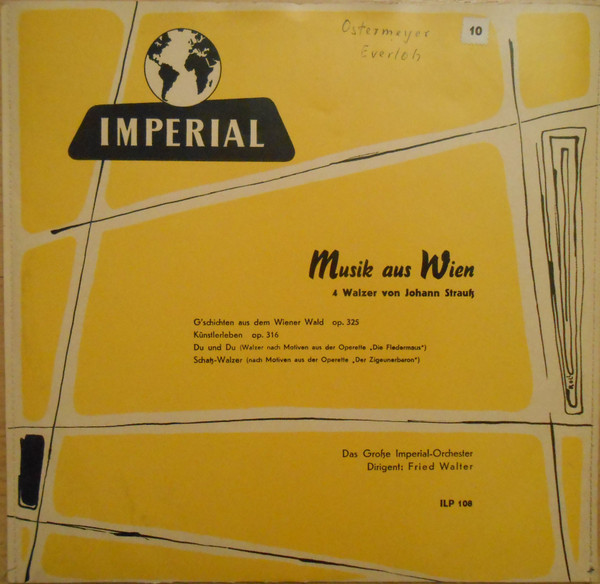 Ostermeyer
Everloh
10
IMPERIAL
Musik aus Wien
4 Walzer von Johann Strauß
G'schichten aus dem Wiener Wald op. 325
Künstlerleben op. 316
Du und Du (Walzer nach Motiven aus der Operette „Die Fledermaus")
Schatz-Walzer (nach Motiven aus der Operette „Der Zigeunerbaron")
Das Große Imperial-Orchester
Dirigent: Fried Walter
ILP 108